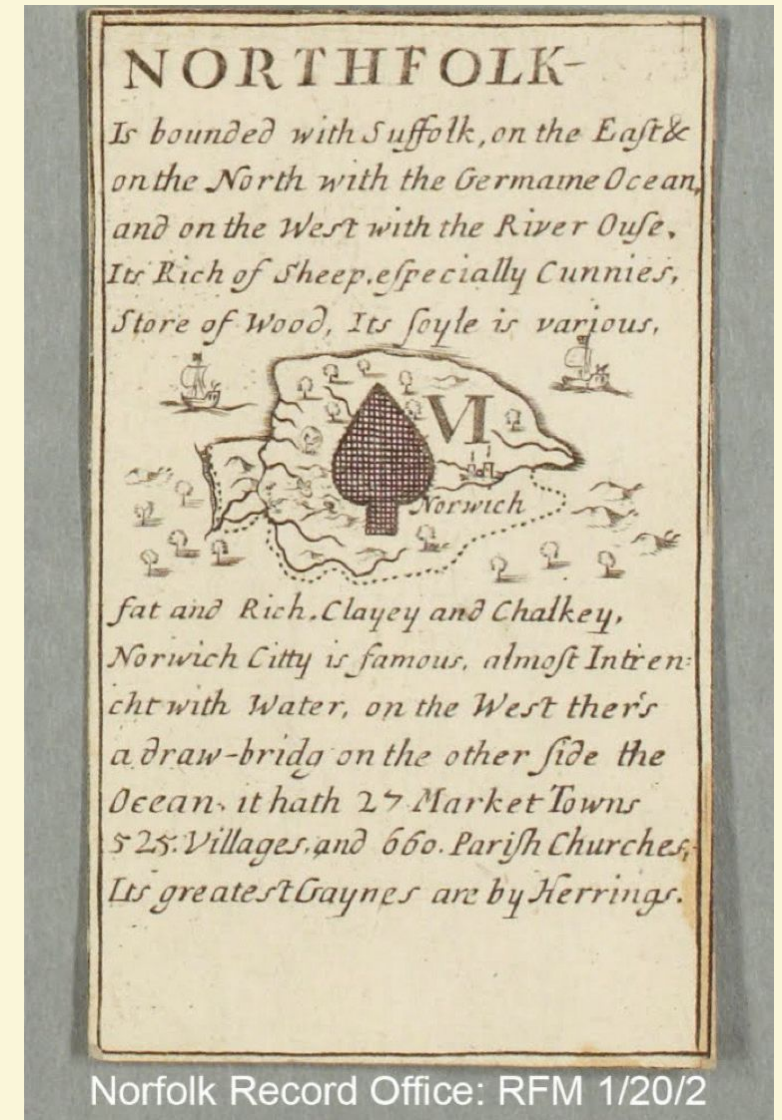 NORTHFOLK-
Is bounded with Suffolk, on the Eaſt &
on the North with the Germaine Ocean,
and on the West with the River Ouſe,
Its Rich of Sheep, eſpecially Cunnies,
Store of Wood, Its ſoyle is various,
VI
Norwich
fat and Rich, Clayey and Chalkey,
Norwich Citty is famous, almoſt Intren:
cht with Water, on the West ther's
a draw-bridg on the other ſide the
Ocean, it hath 27 Market Towns
525. Villages, and 660. Pariſh Churches,
Its greatest Gaynes are by Herrings.
Norfolk Record Office: RFM 1/20/2